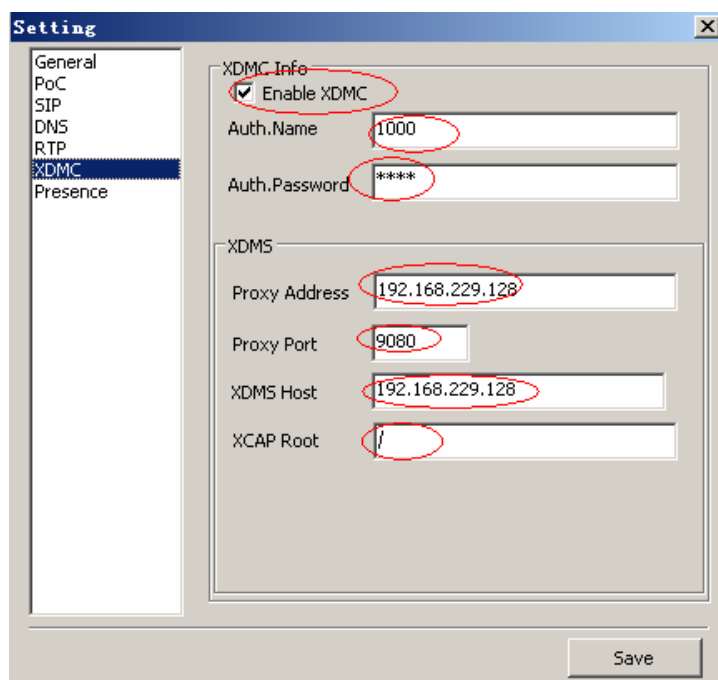 Setting
General
PoC
SIP
DNS
RTP
XDMC
Presence
XDMC Info
Enable XDMC
Auth.Name
1000
Auth.Password
****
XDMS
Proxy Address
192.168.229.128
Proxy Port
9080
XDMS Host
192.168.229.128
XCAP Root
/
Save